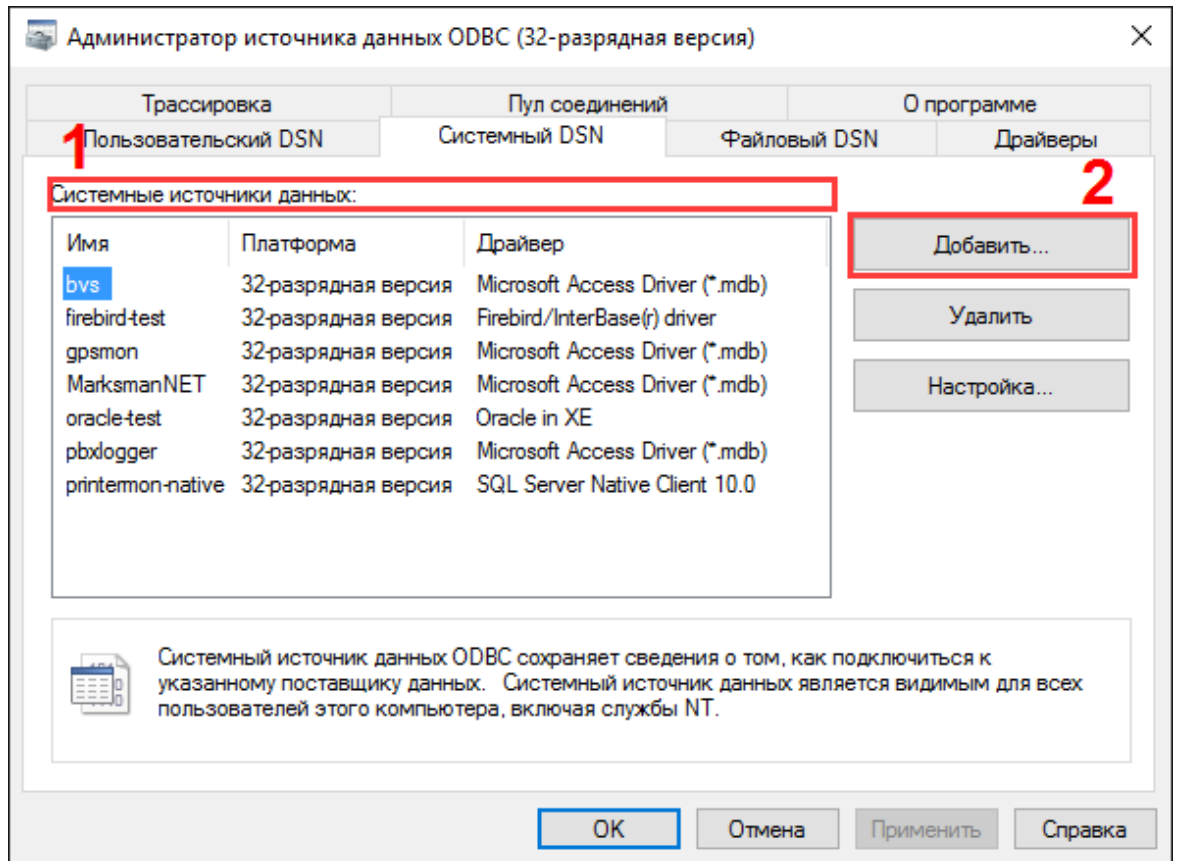 Администратор источника данных ODBC (32-разрядная версия)
Трассировка Пул соединений О программе
Пользовательский DSN Системный DSN Файловый DSN Драйверы
1
2
Системные источники данных:
Имя Платформа Драйвер
bvs 32-разрядная версия Microsoft Access Driver (*.mdb)
firebird-test 32-разрядная версия Firebird/InterBase(r) driver
gpsmon 32-разрядная версия Microsoft Access Driver (*.mdb)
MarksmanNET 32-разрядная версия Microsoft Access Driver (*.mdb)
oracle-test 32-разрядная версия Oracle in XE
pbxlogger 32-разрядная версия Microsoft Access Driver (*.mdb)
printermon-native 32-разрядная версия SQL Server Native Client 10.0
Добавить...
Удалить
Настройка...
Системный источник данных ODBC сохраняет сведения о том, как подключиться к
указанному поставщику данных. Системный источник данных является видимым для всех
пользователей этого компьютера, включая службы NT.
OK Отмена Применить Справка